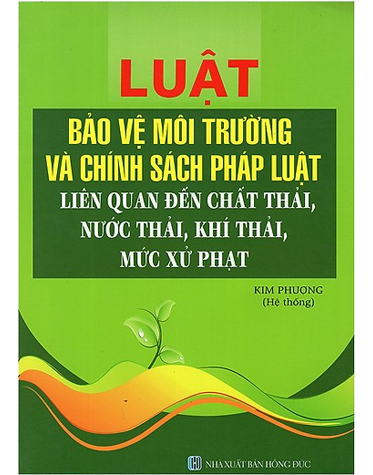 LUẬT
BẢO VỆ MÔI TRƯỜNG
VÀ CHÍNH SÁCH PHÁP LUẬT
LIÊN QUAN ĐẾN CHẤT THẢI,
NƯỚC THẢI, KHÍ THẢI,
MỨC XỬ PHẠT
KIM PHƯỢNG
(Hệ thống)
NHÀ XUẤT BẢN HỒNG ĐỨC